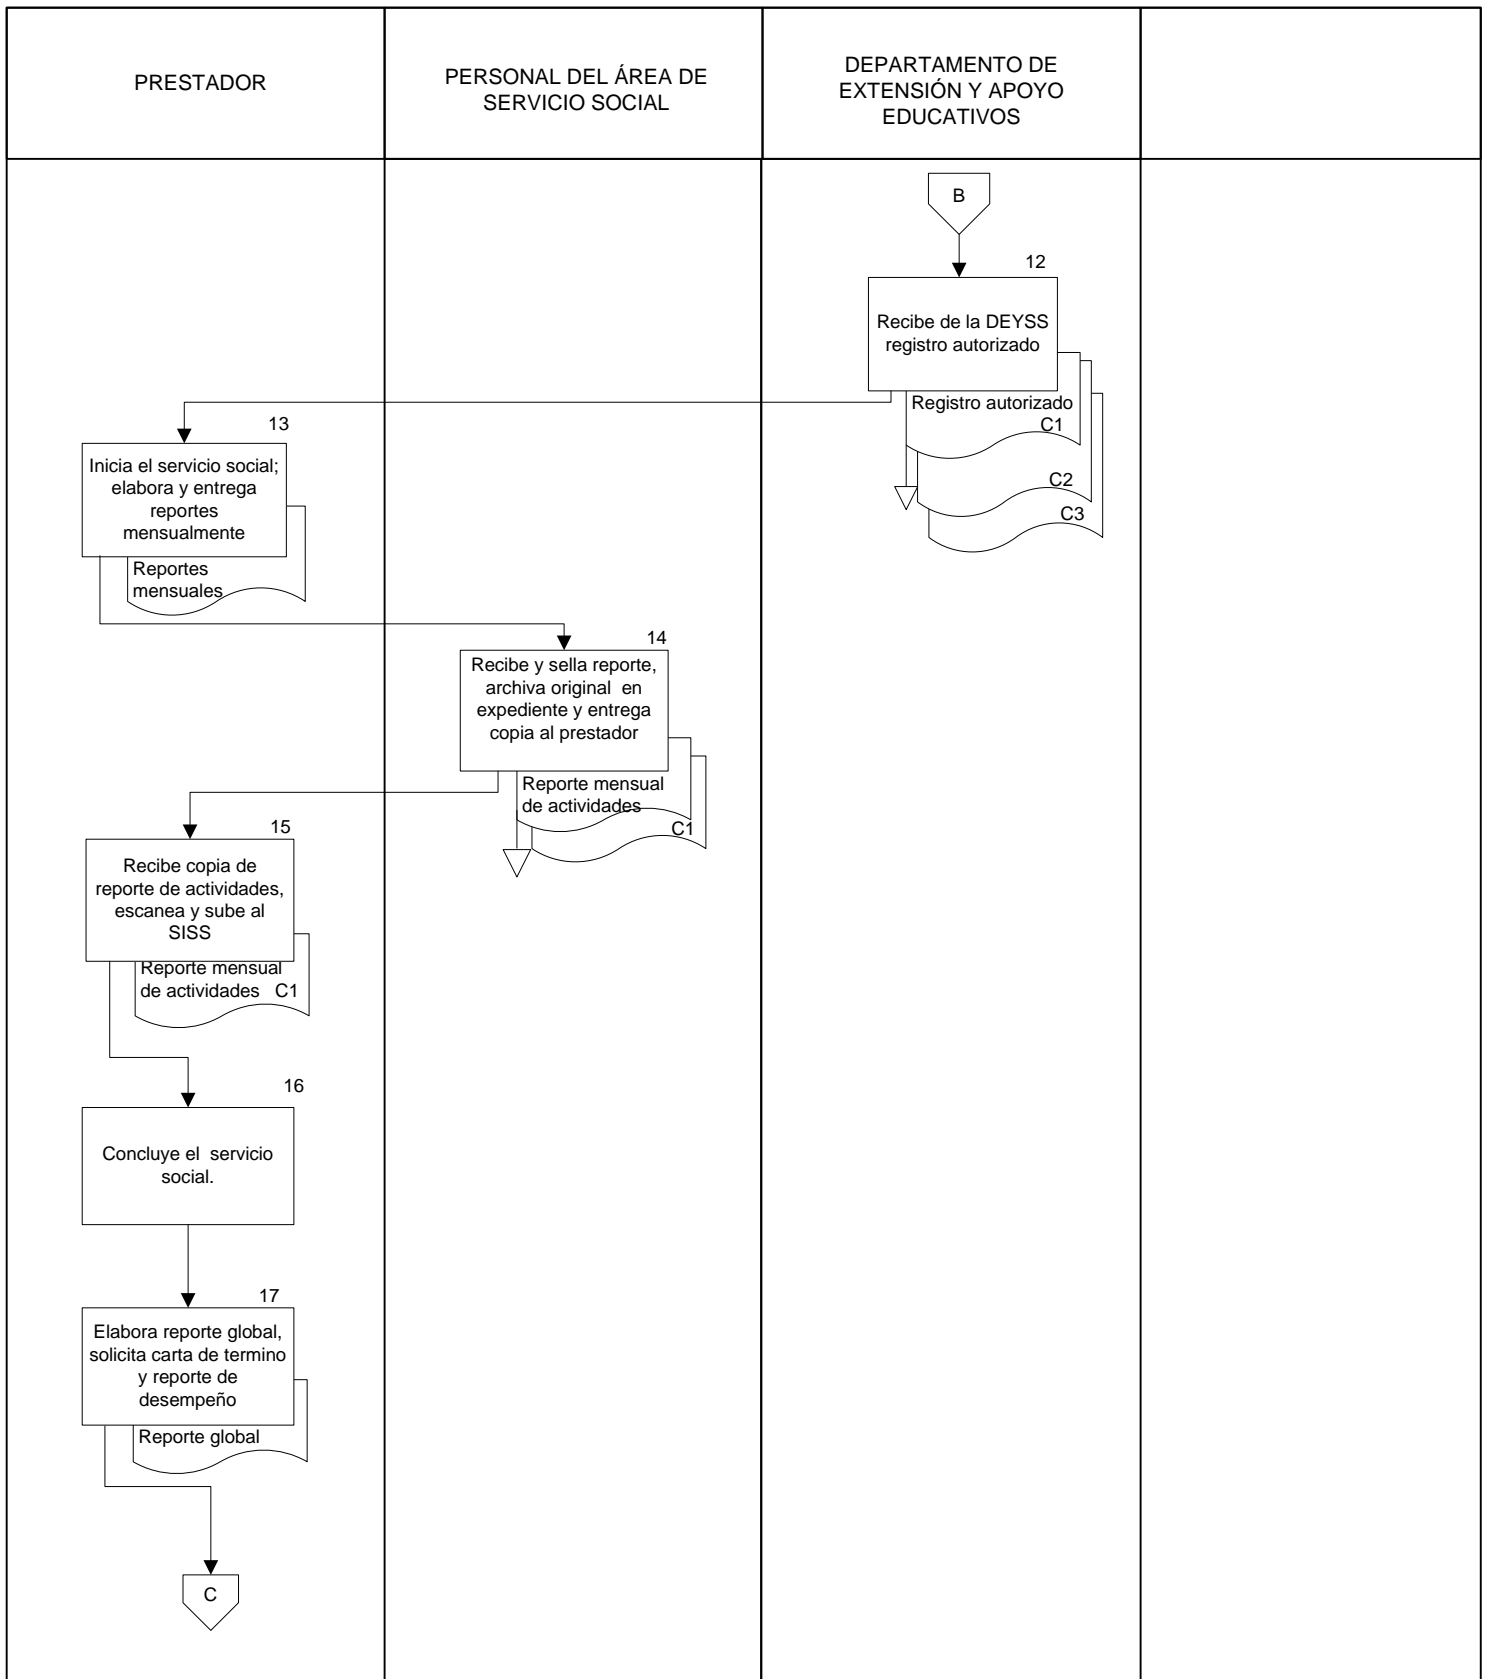 PRESTADOR
PERSONAL DEL ÁREA DE
SERVICIO SOCIAL
DEPARTAMENTO DE
EXTENSIÓN Y APOYO
EDUCATIVOS
B
12
Recibe de la DEYSS
registro autorizado
Registro autorizado
C1
C2
C3
13
Inicia el servicio social;
elabora y entrega
reportes
mensualmente
Reportes
mensuales
14
Recibe y sella reporte,
archiva original en
expediente y entrega
copia al prestador
Reporte mensual
de actividades
C1
15
Recibe copia de
reporte de actividades,
escanea y sube al
SISS
Reporte mensual
de actividades C1
16
Concluye el servicio
social.
17
Elabora reporte global,
solicita carta de termino
y reporte de
desempeño
Reporte global
C